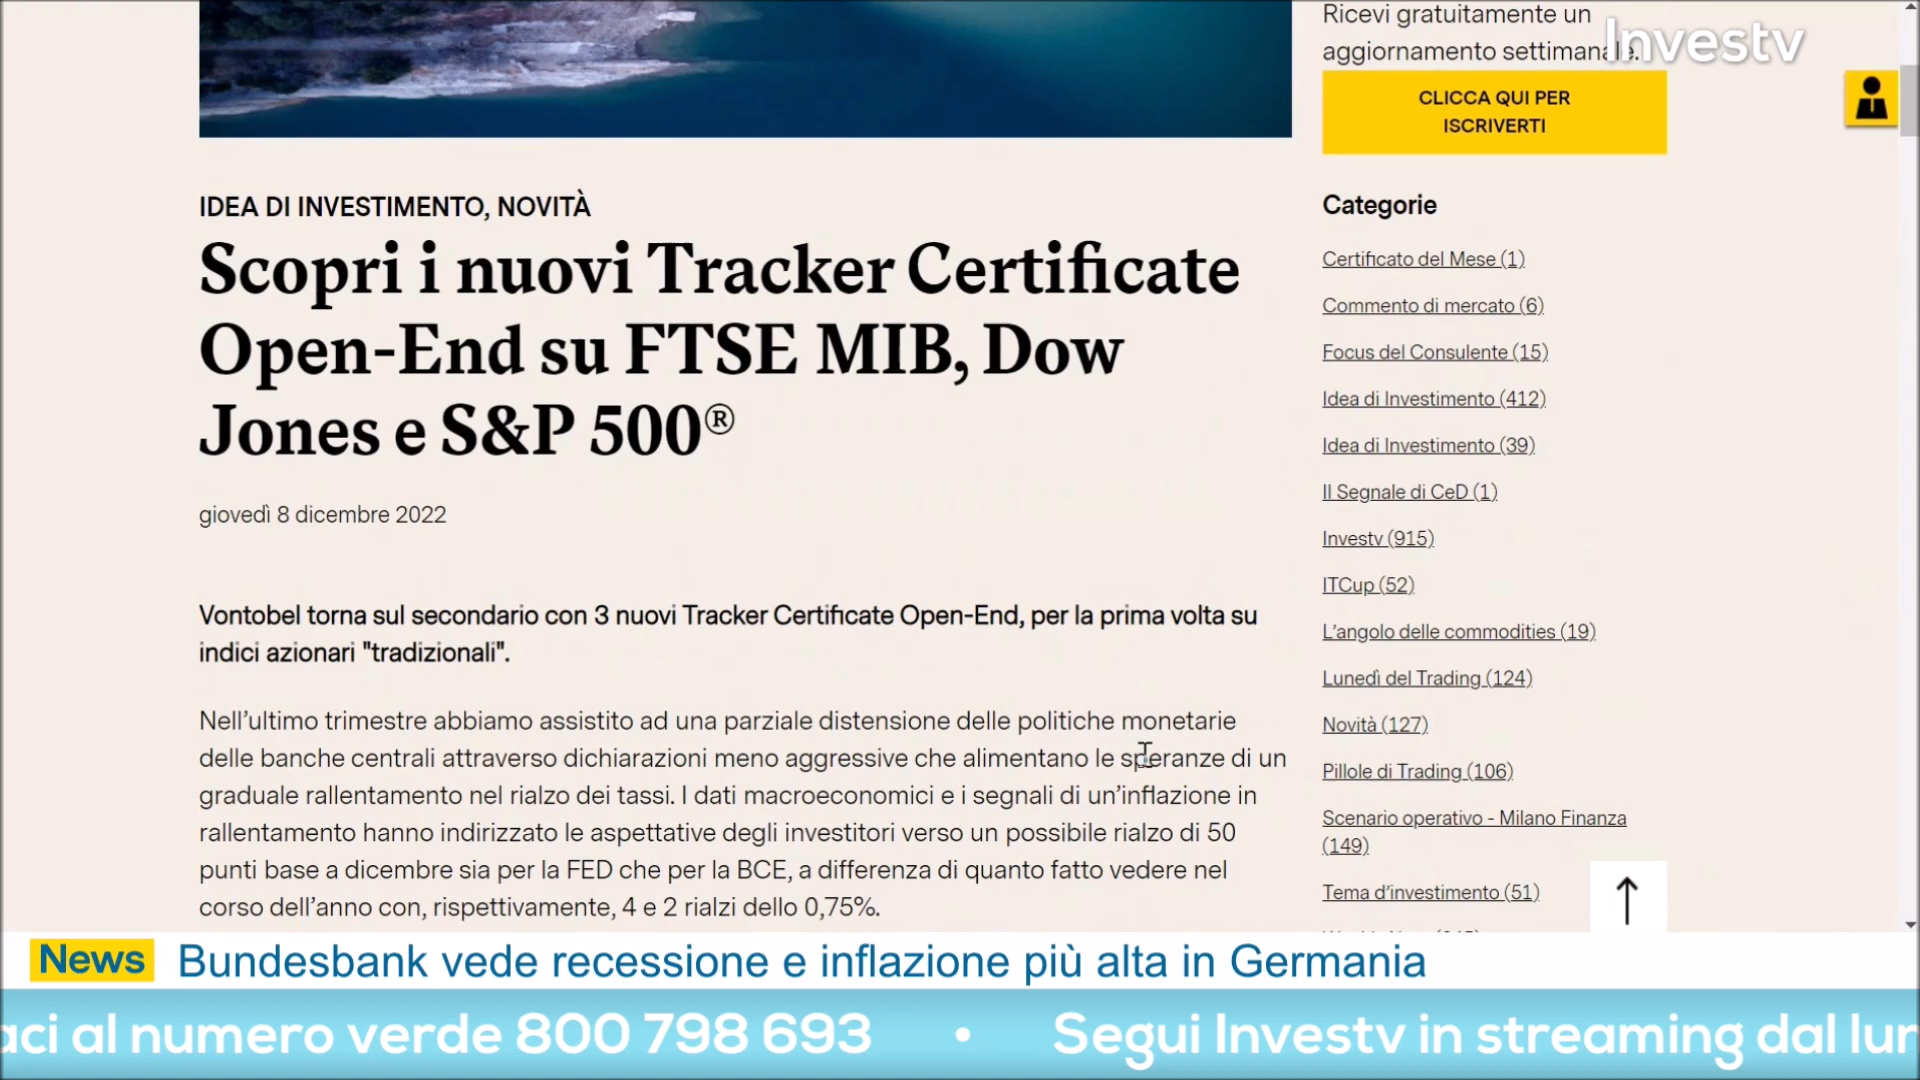 Ricevi gratuitamente un
aggiornamento settimanale.
Investv
CLICCA QUI PER
ISCRIVERTI
IDEA DI INVESTIMENTO, NOVITÀ
Scopri i nuovi Tracker Certificate
Open-End su FTSE MIB, Dow
Jones e S&P 500®
giovedì 8 dicembre 2022
Vontobel torna sul secondario con 3 nuovi Tracker Certificate Open-End, per la prima volta su
indici azionari "tradizionali".
Nell’ultimo trimestre abbiamo assistito ad una parziale distensione delle politiche monetarie
delle banche centrali attraverso dichiarazioni meno aggressive che alimentano le speranze di un
graduale rallentamento nel rialzo dei tassi. I dati macroeconomici e i segnali di un’inflazione in
rallentamento hanno indirizzato le aspettative degli investitori verso un possibile rialzo di 50
punti base a dicembre sia per la FED che per la BCE, a differenza di quanto fatto vedere nel
corso dell’anno con, rispettivamente, 4 e 2 rialzi dello 0,75%.
Categorie
Certificato del Mese (1)
Commento di mercato (6)
Focus del Consulente (15)
Idea di Investimento (412)
Idea di Investimento (39)
Il Segnale di CeD (1)
Investv (915)
ITCup (52)
L’angolo delle commodities (19)
Lunedì del Trading (124)
Novità (127)
Pillole di Trading (106)
Scenario operativo - Milano Finanza
(149)
Tema d’investimento (51)
News Bundesbank vede recessione e inflazione più alta in Germania
aci al numero verde 800 798 693 • Segui Investv in streaming dal lun